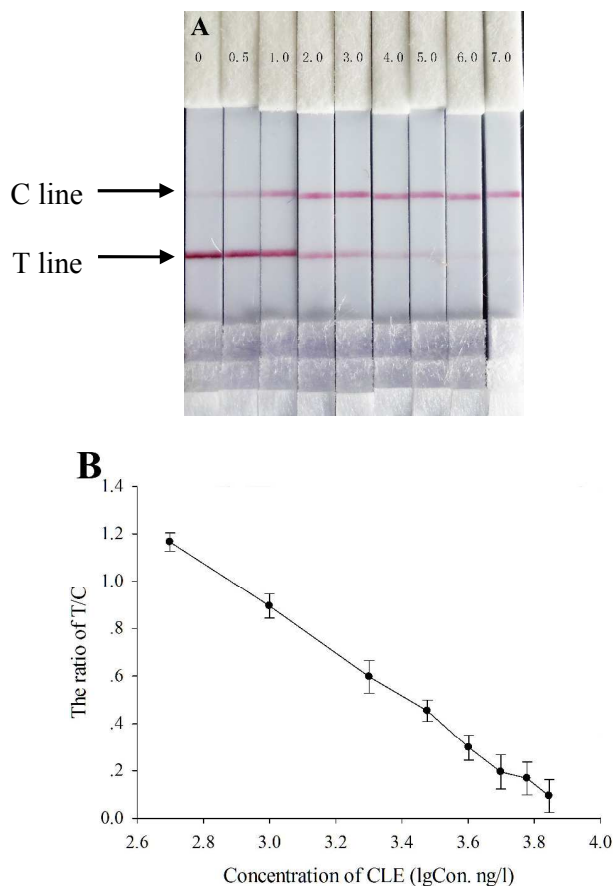 A
0 0.5 1.0 2.0 3.0 4.0 5.0 6.0 7.0
C line
T line
B
1.4
1.2
1.0
.8
.6
.4
.2
0.0
The ratio of T/C
2.6 2.8 3.0 3.2 3.4 3.6 3.8 4.0
Concentration of CLE (lgCon. ng/l)